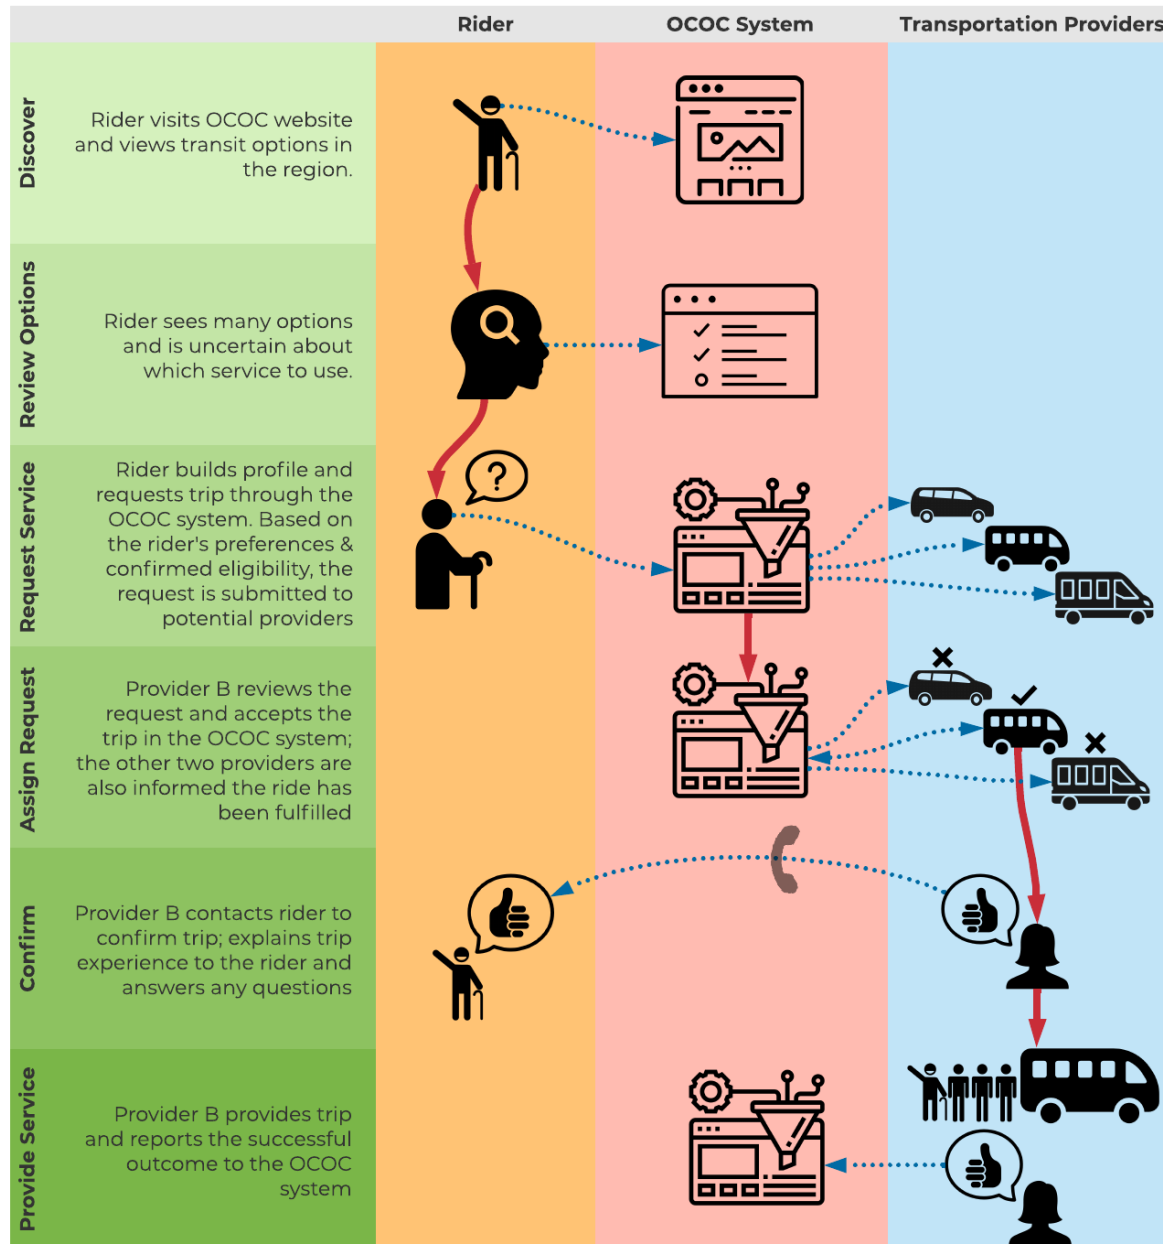 Rider
OCOC System
Transportation Providers
Discover
Rider visits OCOC website
and views transit options in
the region.
Review Options
Rider sees many options
and is uncertain about
which service to use.
Request Service
Rider builds profile and
requests trip through the
OCOC system. Based on
the rider's preferences &
confirmed eligibility, the
request is submitted to
potential providers
?
Assign Request
Provider B reviews the
request and accepts the
trip in the OCOC system;
the other two providers are
also informed the ride has
been fulfilled
Confirm
Provider B contacts rider to
confirm trip; explains trip
experience to the rider and
answers any questions
Provide Service
Provider B provides trip
and reports the successful
outcome to the OCOC
system